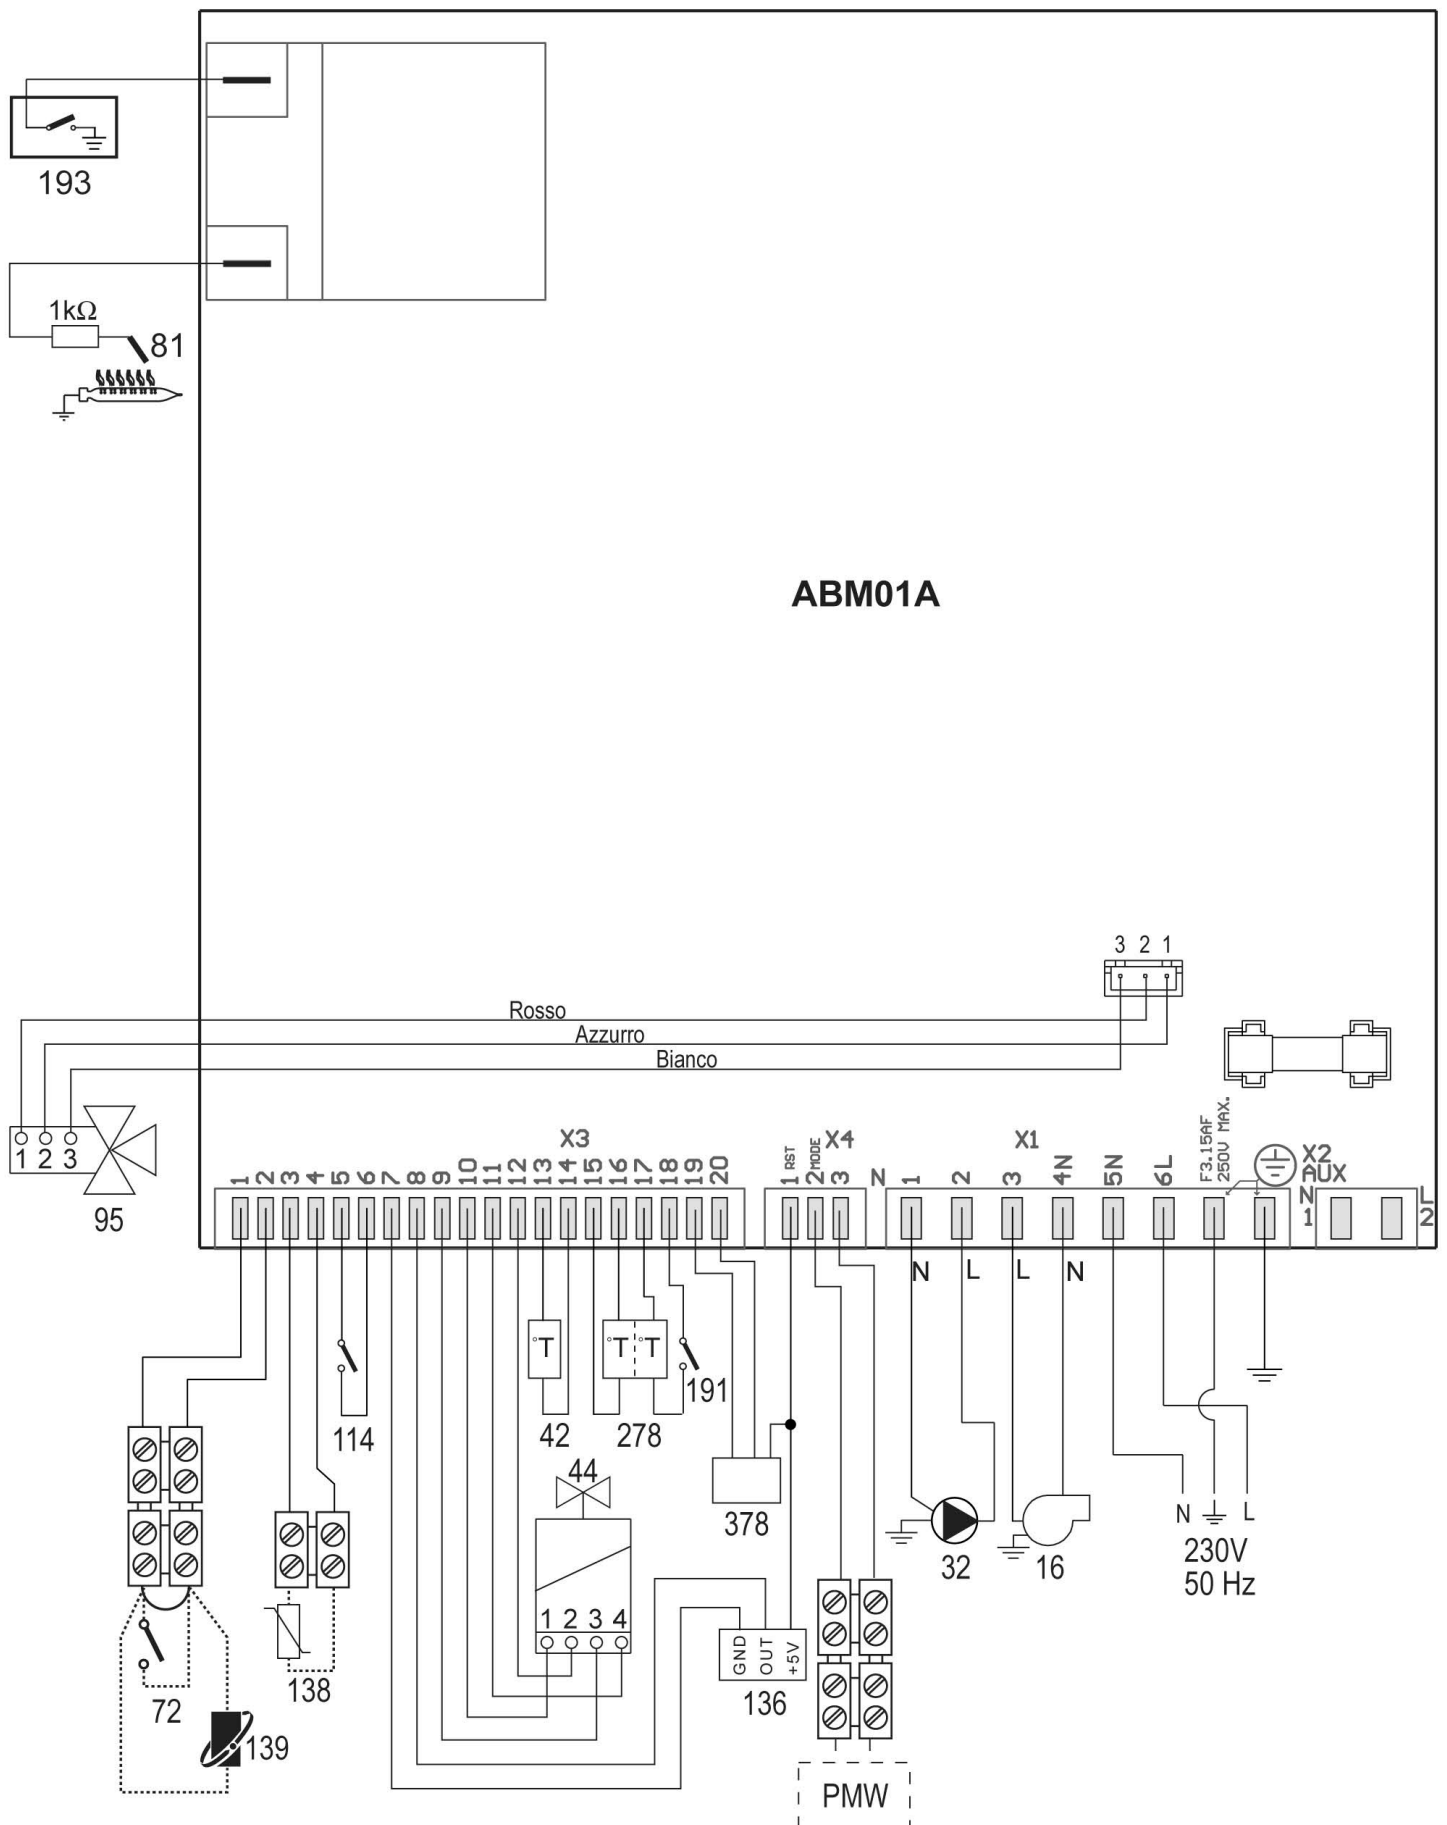 193
1kΩ
81
ABM01A
3 2 1
Rosso
Azzurro
Bianco
1 2 3
95
X3
1 2 3 4 5 6 7 8 9 10 11 12 13 14 15 16 17 18 19 20
X4
1 RST
2 MODE
3
X1
N 1 2 3 4N 5N 6L
F3.15AF
250V MAX.
X2
AUX
N
1
L
2
N L L N
°T
°T °T
114
42
278
191
44
378
1 2 3 4
32
16
N L
230V
50 Hz
GND
OUT
+5V
136
138
72
139
PMW